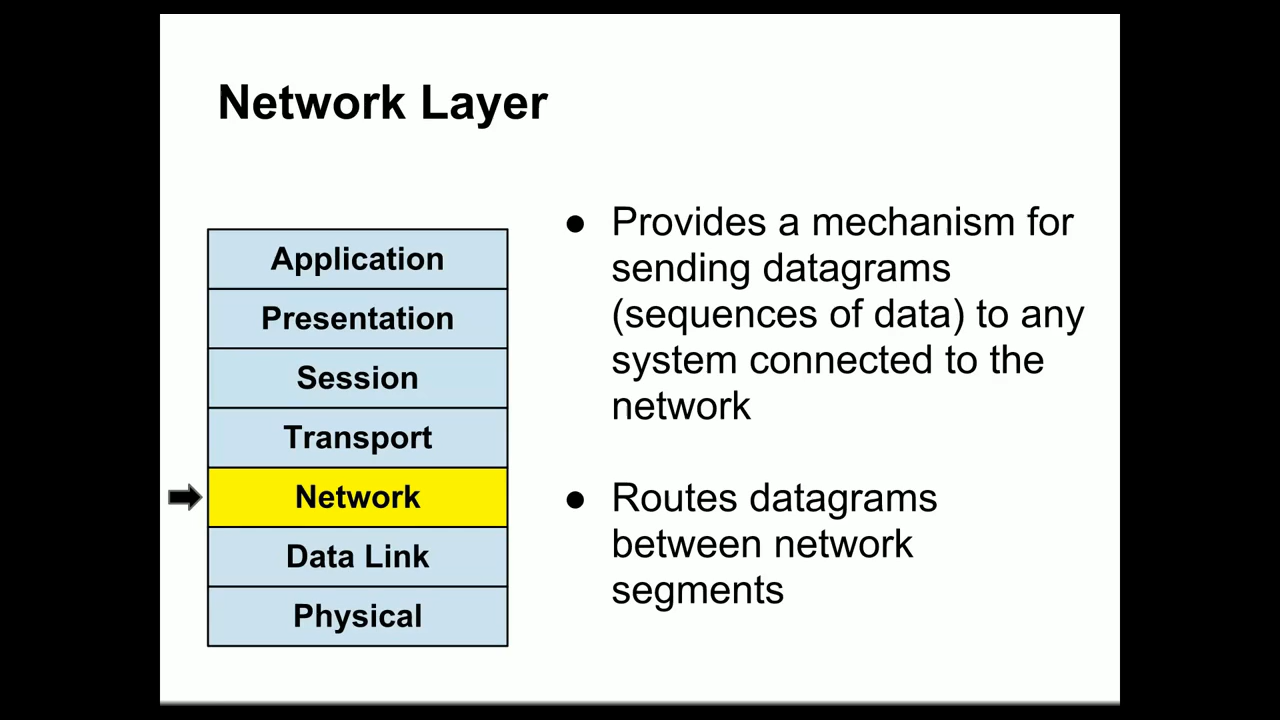 Network Layer
Application
Presentation
Session
Transport
Network
Data Link
Physical
● Provides a mechanism for
sending datagrams
(sequences of data) to any
system connected to the
network
● Routes datagrams
between network
segments